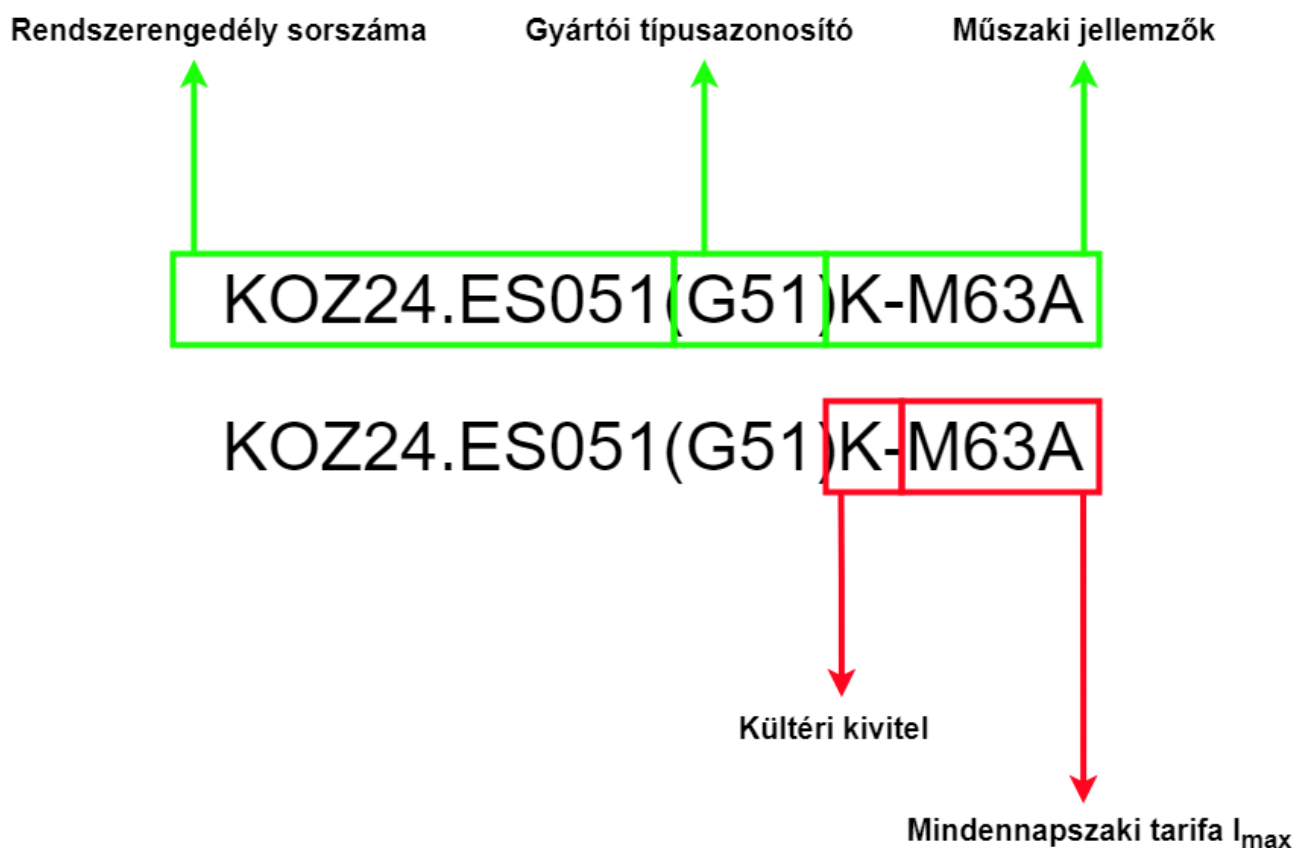 Rendszerengedély sorszáma Gyártói típusazonosító Műszaki jellemzők
KOZ24.ES051(G51)K-M63A
KOZ24.ES051(G51)K-M63A
Kültéri kivitel
Mindennapszaki tarifa Imax